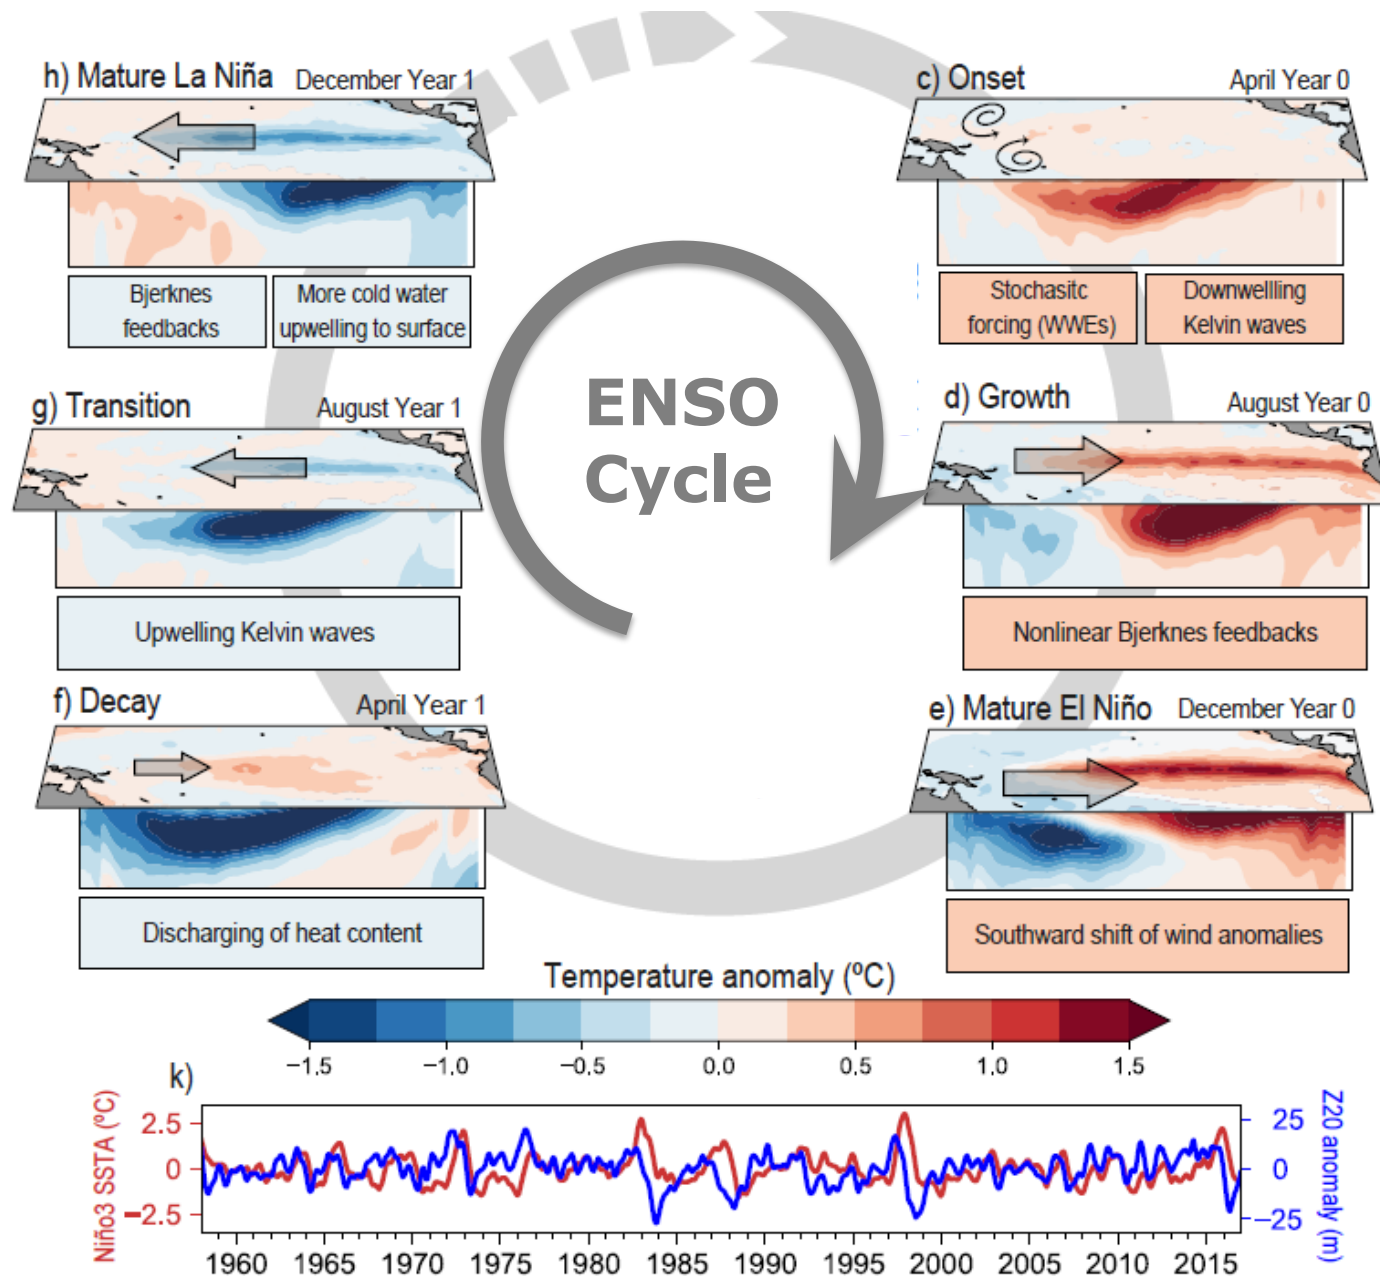 h) Mature La Niña December Year 1
Bjerknes
feedbacks
More cold water
upwelling to surface
c) Onset April Year 0
Stochasitc
forcing (WWEs)
Downwellling
Kelvin waves
ENSO
Cycle
g) Transition August Year 1
Upwelling Kelvin waves
d) Growth August Year 0
Nonlinear Bjerknes feedbacks
f) Decay April Year 1
Discharging of heat content
e) Mature El Niño December Year 0
Southward shift of wind anomalies
Temperature anomaly (ºC)
−1.5 −1.0 −0.5 0.0 0.5 1.0 1.5
k)
Niño3 SSTA (ºC)
2.5
0
−2.5
Z20 anomaly (m)
25
0
−25
1960 1965 1970 1975 1980 1985 1990 1995 2000 2005 2010 2015